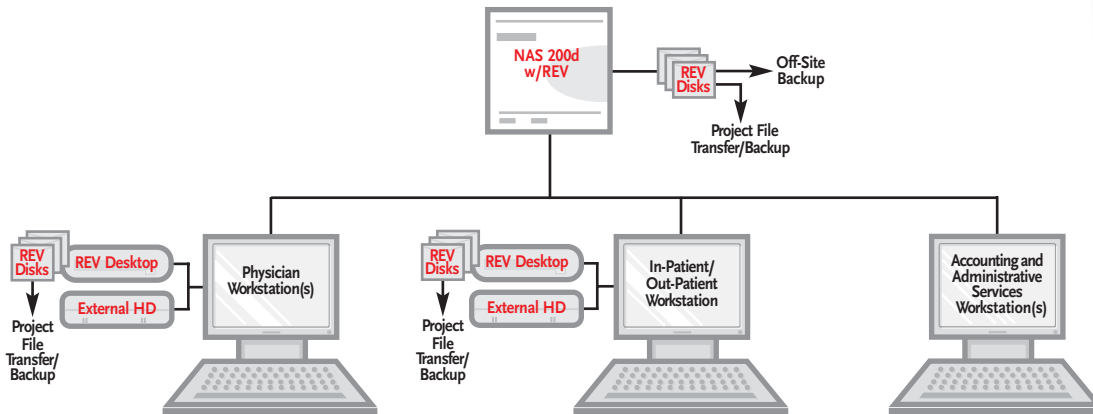 NAS 200d
w/REV
REV
Disks
Off-Site
Backup
Project File
Transfer/Backup
REV
Disks
REV Desktop
External HD
Project
File
Transfer/
Backup
Physician
Workstation(s)
REV
Disks
REV Desktop
External HD
Project
File
Transfer/
Backup
In-Patient/
Out-Patient
Workstation
Accounting and
Administrative
Services
Workstation(s)